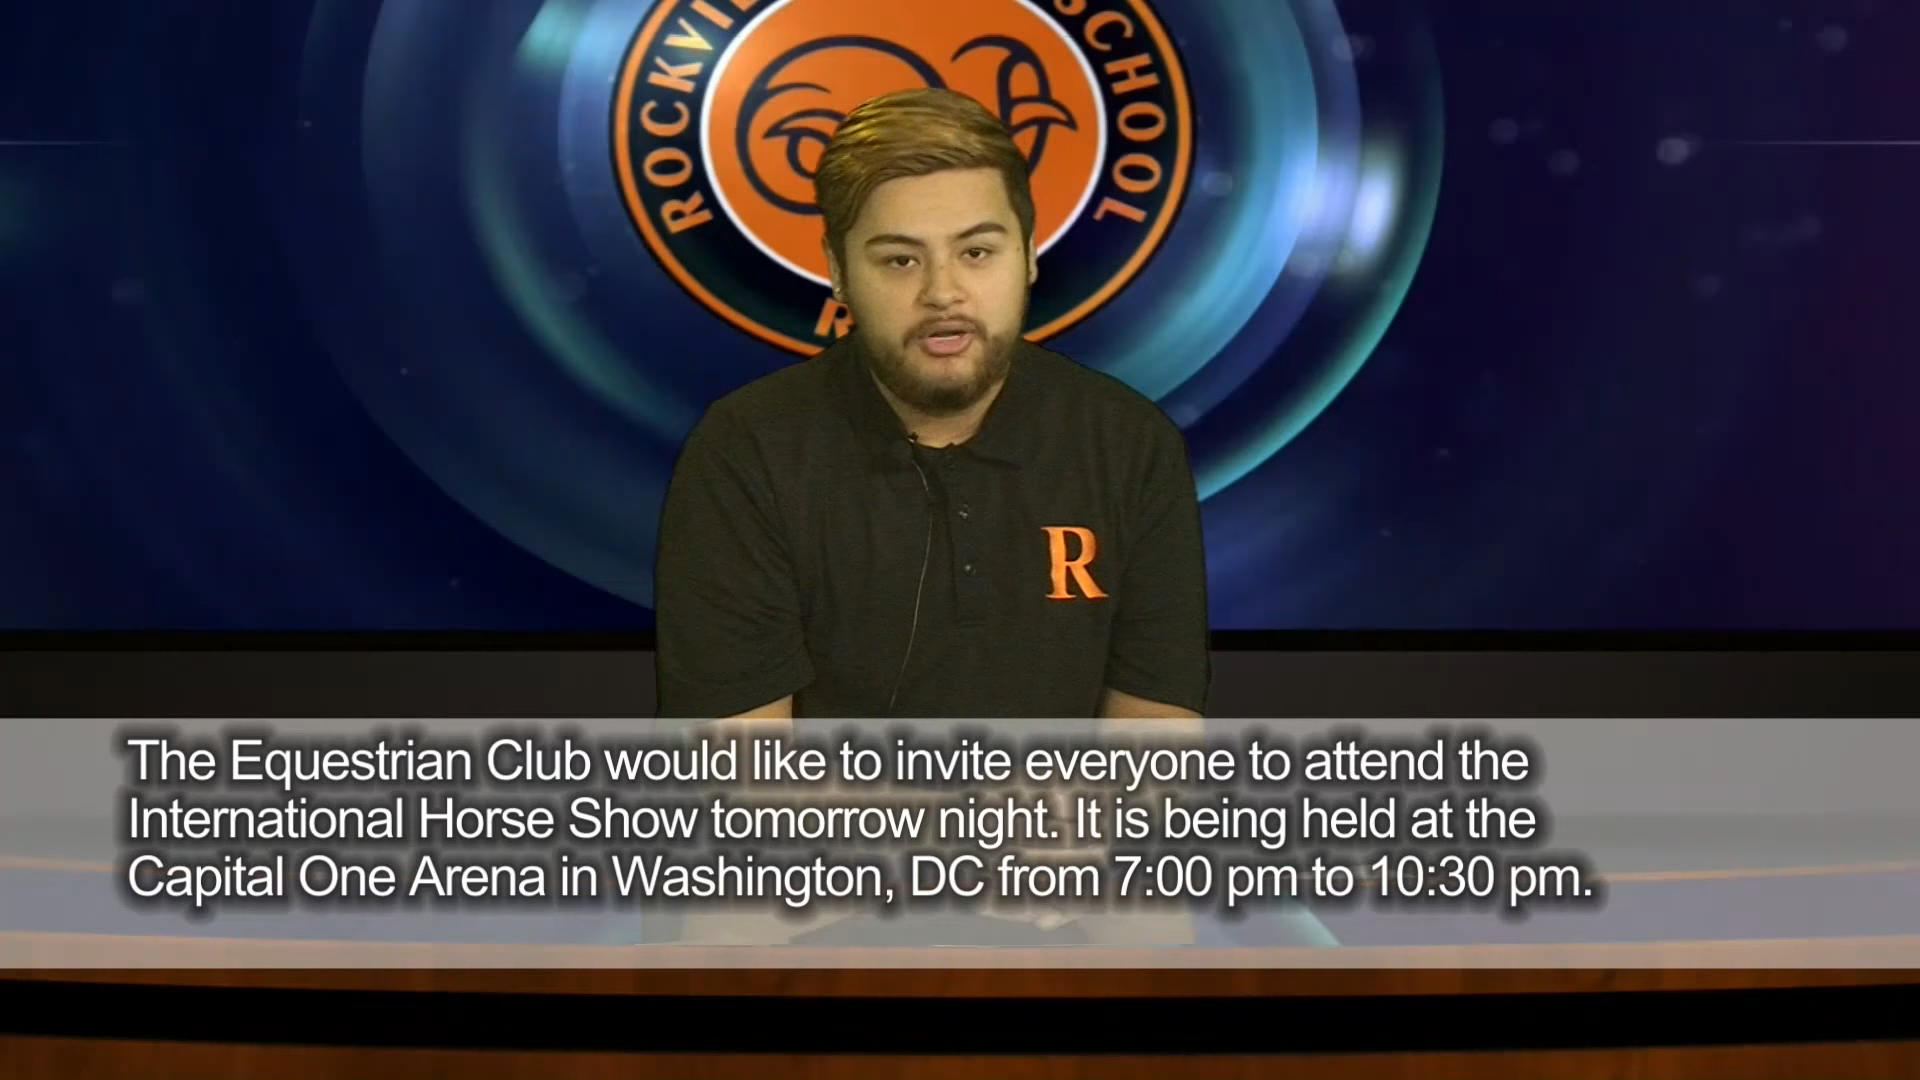 ROCKVI
SCHOOL
R
R
The Equestrian Club would like to invite everyone to attend the
International Horse Show tomorrow night. It is being held at the
Capital One Arena in Washington, DC from 7:00 pm to 10:30 pm.